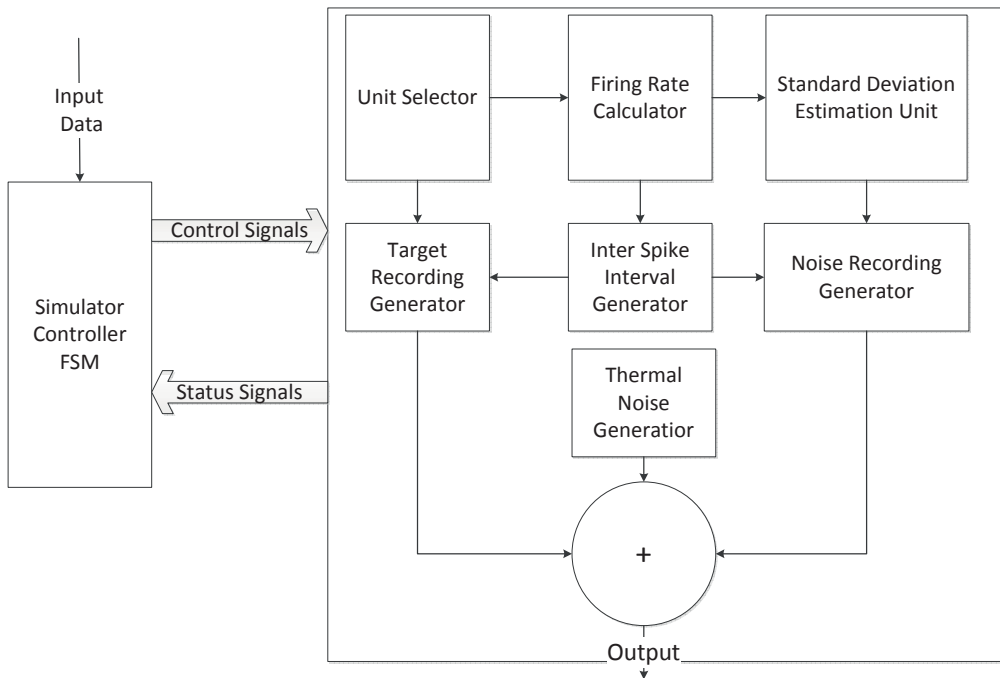 Input
Data
Simulator
Controller
FSM
Control Signals
Status Signals
Unit Selector
Firing Rate
Calculator
Standard Deviation
Estimation Unit
Target
Recording
Generator
Inter Spike
Interval
Generator
Noise Recording
Generator
Thermal
Noise
Generatior
+
Output